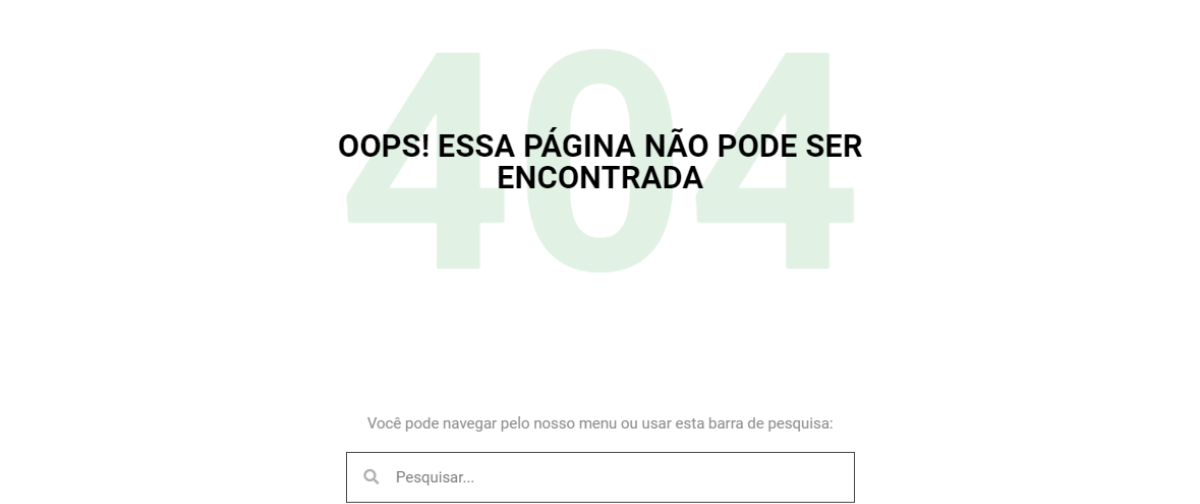 404
OOPS! ESSA PÁGINA NÃO PODE SER
ENCONTRADA
Você pode navegar pelo nosso menu ou usar esta barra de pesquisa:
Pesquisar...